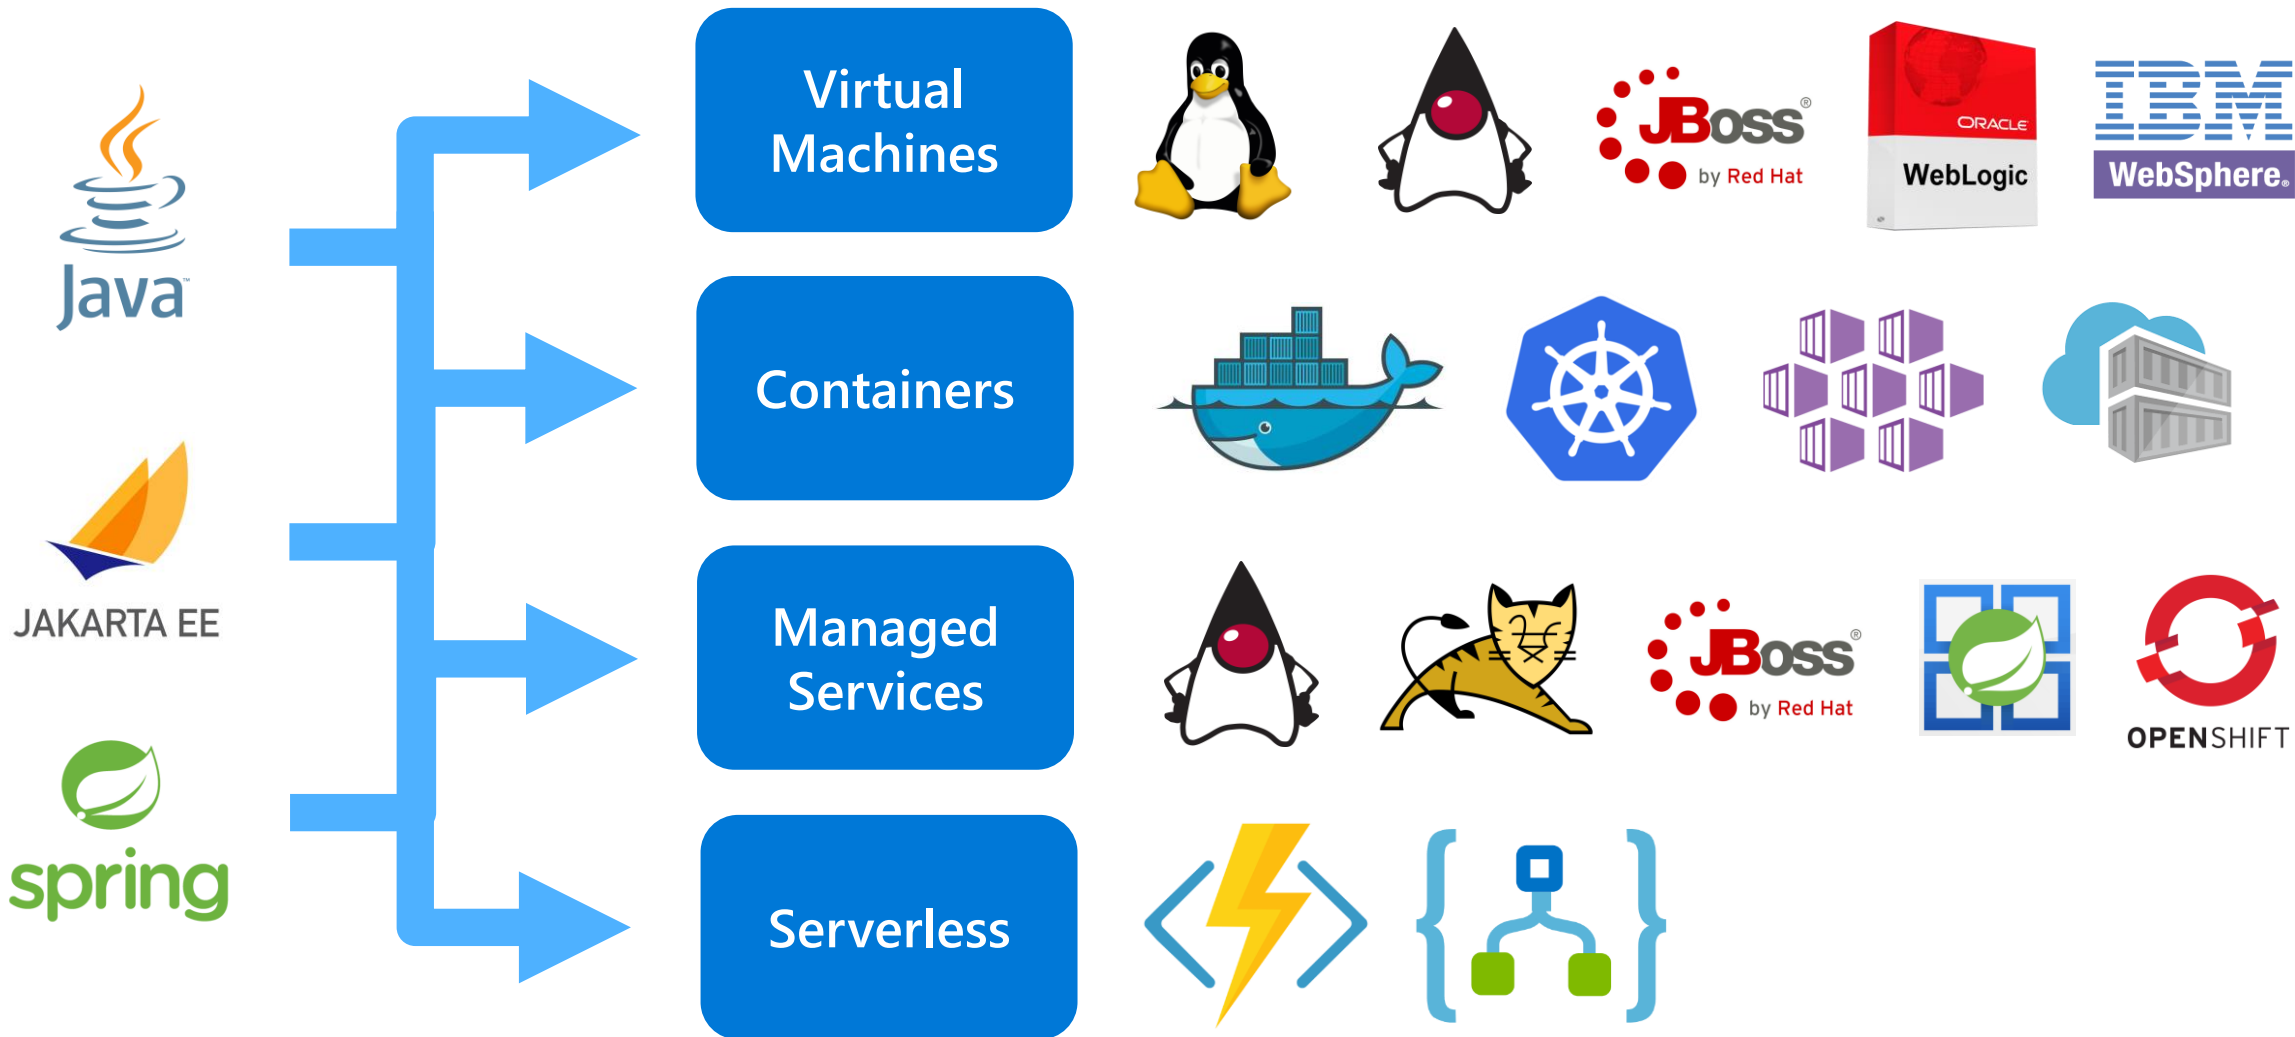 Java™
JAKARTA EE
spring
Virtual
Machines
JBoss®
by Red Hat
ORACLE
WebLogic
IBM
WebSphere®
Containers
Managed
Services
JBoss®
by Red Hat
OPENSHIFT
Serverless